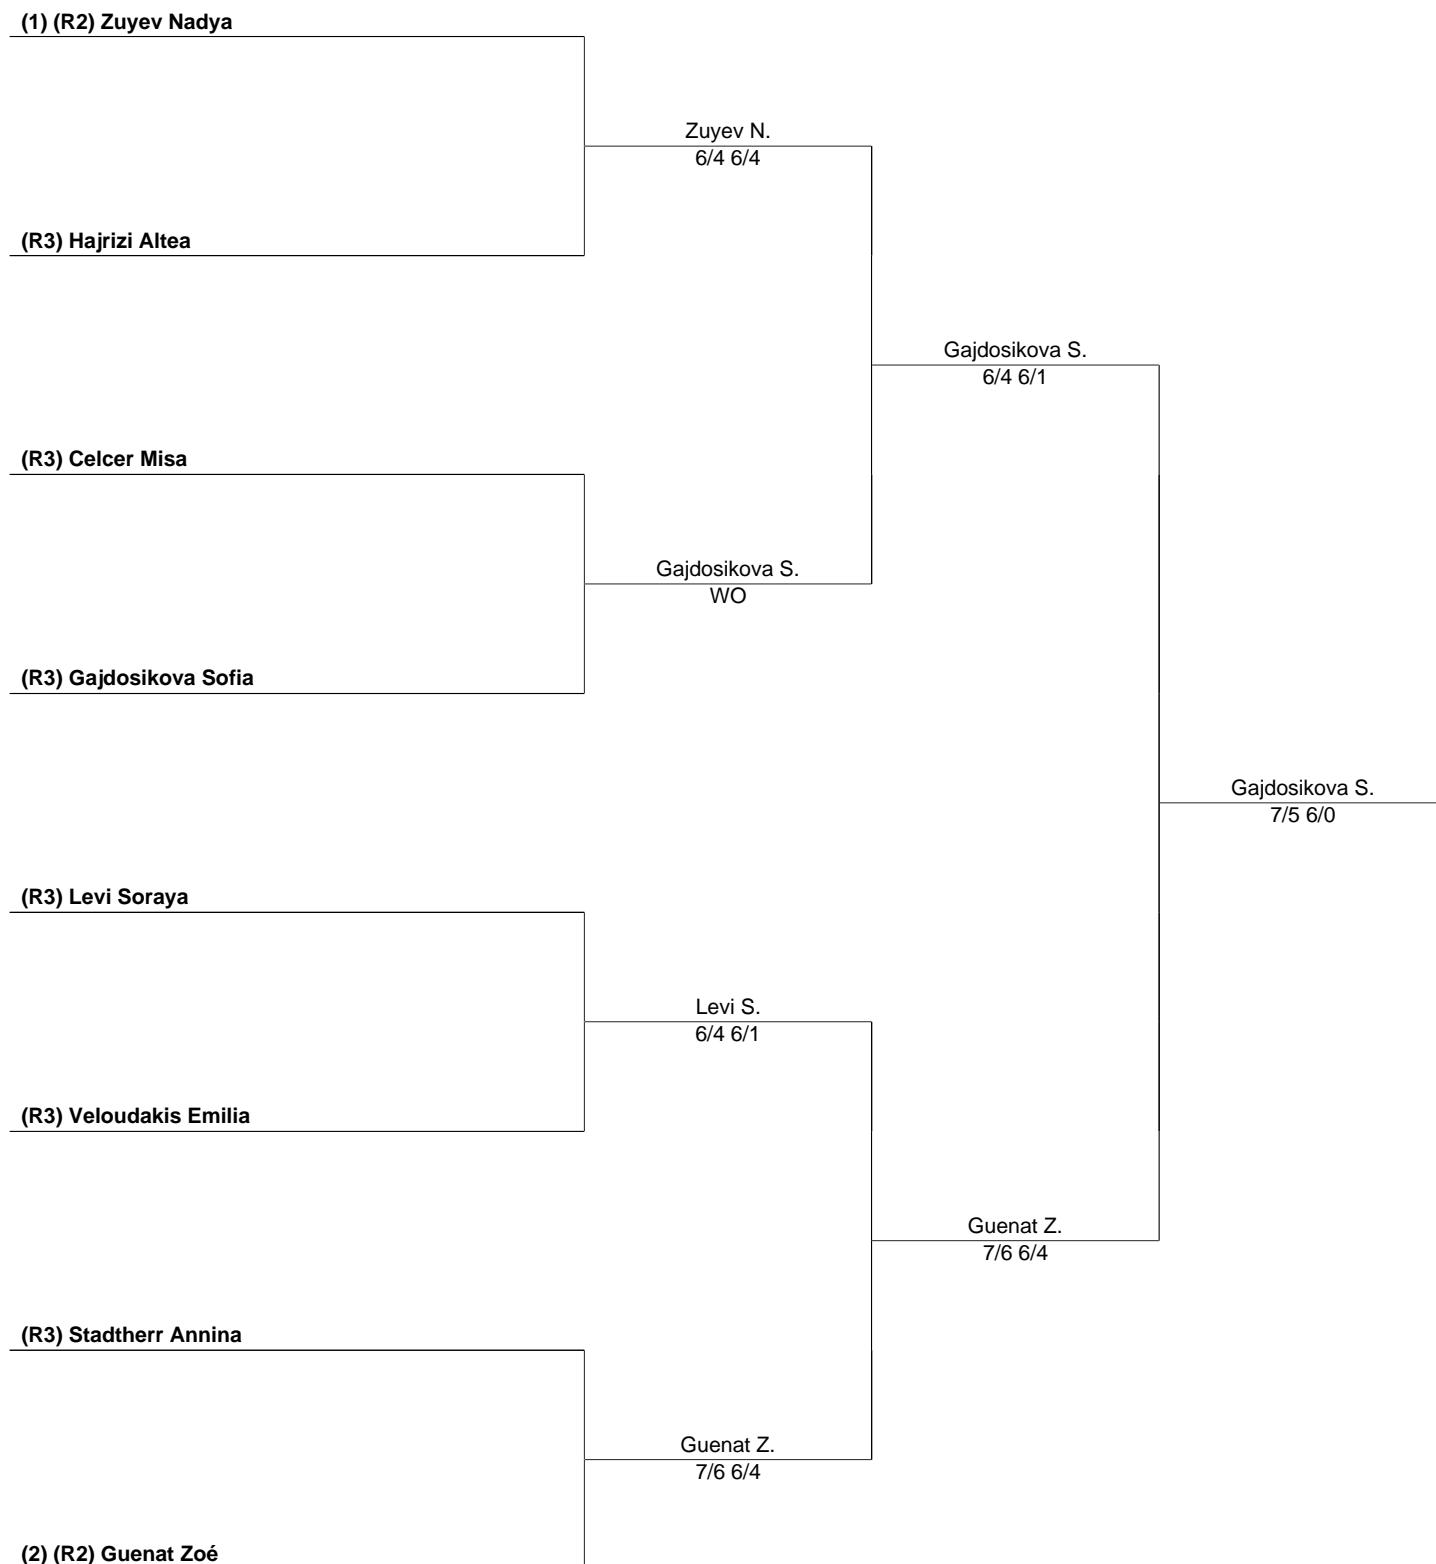 (1) (R2) Zuyev Nadya
Zuyev N.
6/4 6/4
(R3) Hajrizi Altea
Gajdosikova S.
6/4 6/1
(R3) Celcer Misa
Gajdosikova S.
WO
(R3) Gajdosikova Sofia
Gajdosikova S.
7/5 6/0
(R3) Levi Soraya
Levi S.
6/4 6/1
(R3) Veloudakis Emilia
Guenat Z.
7/6 6/4
(R3) Stadtherr Annina
Guenat Z.
7/6 6/4
(2) (R2) Guenat Zoé